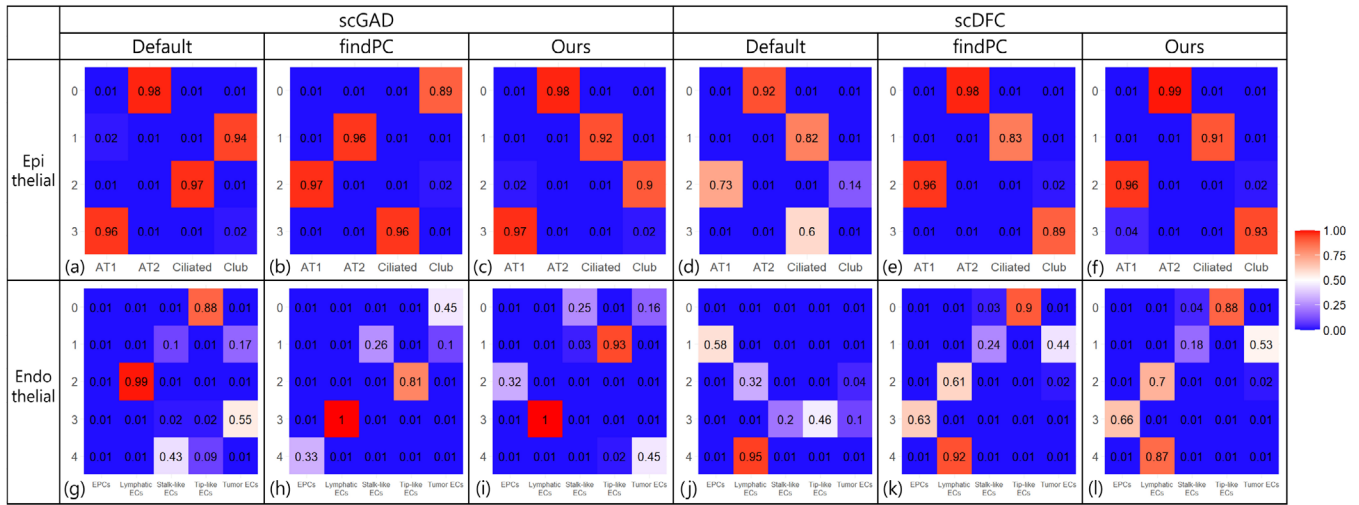 scGAD scDFC
Default findPC Ours Default findPC Ours
0 0.01 0.98 0.01 0.01 0 0.01 0.01 0.01 0.89 0 0.01 0.98 0.01 0.01 0 0.01 0.92 0.01 0.01 0 0.01 0.98 0.01 0.01 0 0.01 0.99 0.01 0.01
1 0.02 0.01 0.01 0.94 1 0.01 0.96 0.01 0.01 1 0.01 0.01 0.92 0.01 1 0.01 0.01 0.82 0.01 1 0.01 0.01 0.83 0.01 1 0.01 0.01 0.91 0.01
Epi
thelial
2 0.01 0.01 0.97 0.01 2 0.97 0.01 0.01 0.02 2 0.02 0.01 0.01 0.9 2 0.73 0.01 0.01 0.14 2 0.96 0.01 0.01 0.02 2 0.96 0.01 0.01 0.02
3 0.96 0.01 0.01 0.02 3 0.01 0.01 0.96 0.01 3 0.97 0.01 0.01 0.02 3 0.01 0.01 0.6 0.01 3 0.01 0.01 0.01 0.89 3 0.04 0.01 0.01 0.93
(a) AT1 AT2 Ciliated Club (b) AT1 AT2 Ciliated Club (c) AT1 AT2 Ciliated Club (d) AT1 AT2 Ciliated Club (e) AT1 AT2 Ciliated Club (f) AT1 AT2 Ciliated Club
1.00
0.75
0.50
0.25
0.00
0 0.01 0.01 0.01 0.88 0.01 0 0.01 0.01 0.01 0.01 0.45 0 0.01 0.01 0.25 0.01 0.16 0 0.01 0.01 0.01 0.01 0.01 0 0.01 0.01 0.03 0.9 0.01 0 0.01 0.01 0.04 0.88 0.01
1 0.01 0.01 0.1 0.01 0.17 1 0.01 0.01 0.26 0.01 0.1 1 0.01 0.01 0.03 0.93 0.01 1 0.58 0.01 0.01 0.01 0.01 1 0.01 0.01 0.24 0.01 0.44 1 0.01 0.01 0.18 0.01 0.53
Endo
thelial
2 0.01 0.99 0.01 0.01 0.01 2 0.01 0.01 0.01 0.81 0.01 2 0.32 0.01 0.01 0.01 0.01 2 0.01 0.32 0.01 0.01 0.04 2 0.01 0.61 0.01 0.01 0.02 2 0.01 0.7 0.01 0.01 0.02
3 0.01 0.01 0.02 0.02 0.55 3 0.01 1 0.01 0.01 0.01 3 0.01 1 0.01 0.01 0.01 3 0.01 0.01 0.2 0.46 0.1 3 0.63 0.01 0.01 0.01 0.01 3 0.66 0.01 0.01 0.01 0.01
4 0.01 0.01 0.43 0.09 0.01 4 0.33 0.01 0.01 0.01 0.01 4 0.01 0.01 0.01 0.02 0.45 4 0.01 0.95 0.01 0.01 0.01 4 0.01 0.92 0.01 0.01 0.01 4 0.01 0.87 0.01 0.01 0.01
(g) EPCs Lymphatic ECs Stalk-like ECs Tip-like ECs Tumor ECs (h) EPCs Lymphatic ECs Stalk-like ECs Tip-like ECs Tumor ECs (i) EPCs Lymphatic ECs Stalk-like ECs Tip-like ECs Tumor ECs (j) EPCs Lymphatic ECs Stalk-like ECs Tip-like ECs Tumor ECs (k) EPCs Lymphatic ECs Stalk-like ECs Tip-like ECs Tumor ECs (l) EPCs Lymphatic ECs Stalk-like ECs Tip-like ECs Tumor ECs